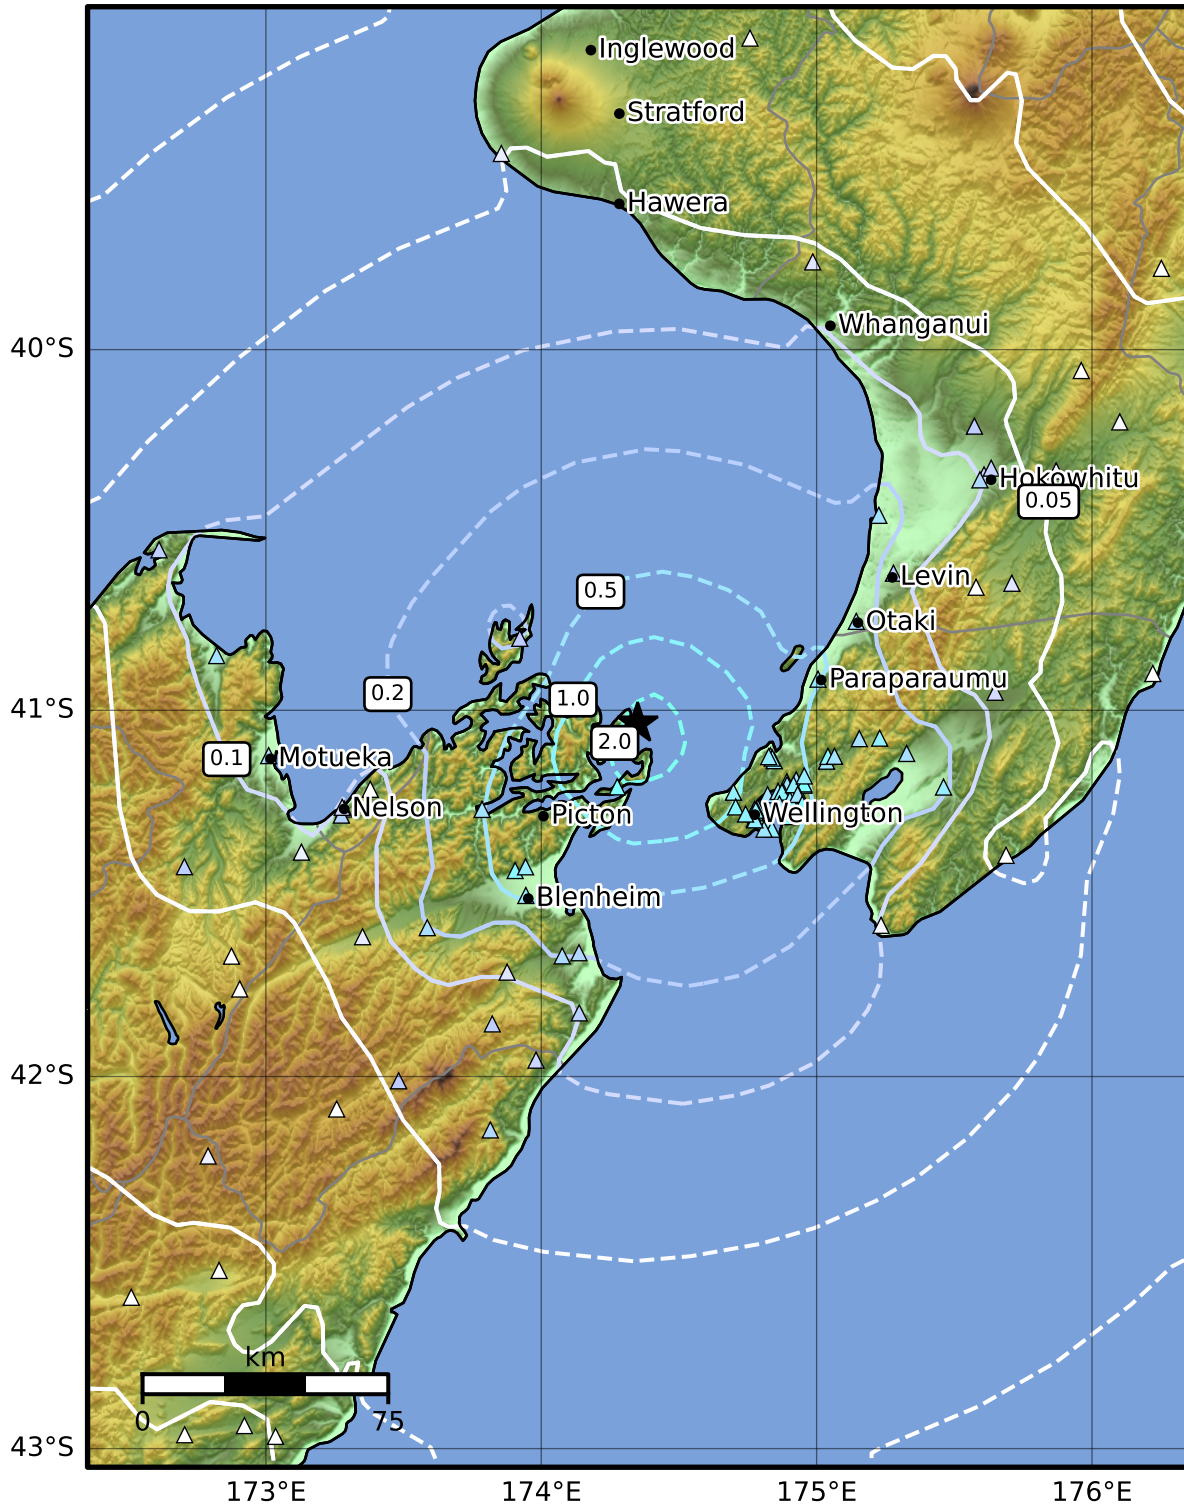 Inglewood
Stratford
Hawera
Whanganui
40°S
Hokowhitu
0.05
Levin
0.5
Otaki
Paraparaumu
0.2
1.0
41°S
2.0
0.1
Motueka
Nelson
Picton
Wellington
Blenheim
42°S
km
0
75
43°S
173°E
174°E
175°E
176°E